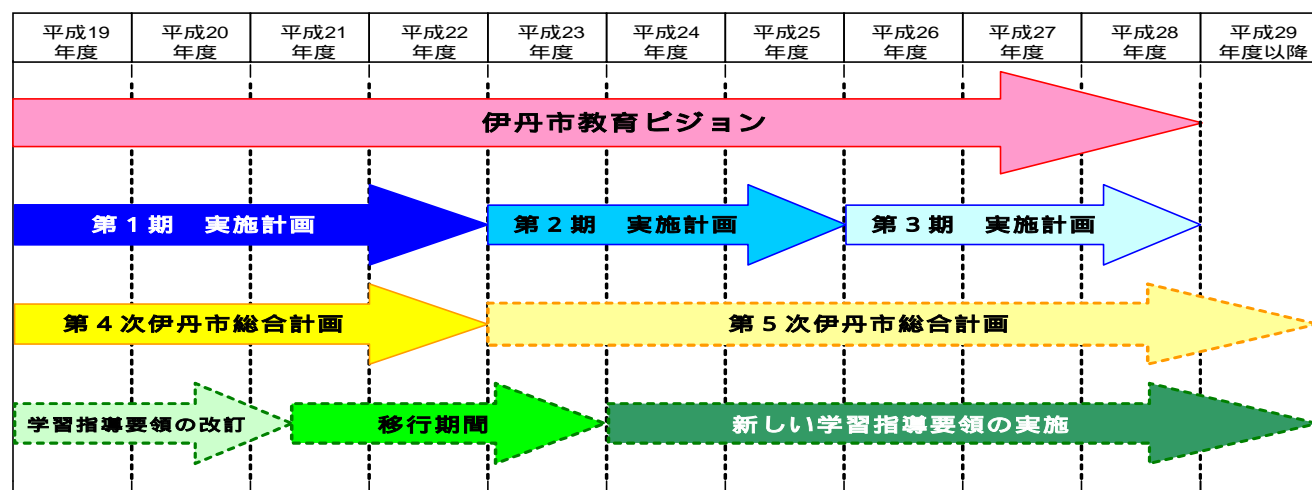 平成19
年度
平成20
年度
平成21
年度
平成22
年度
平成23
年度
平成24
年度
平成25
年度
平成26
年度
平成27
年度
平成28
年度
平成29
年度以降
伊丹市教育ビジョン
第１期　実施計画
第２期　実施計画
第３期　実施計画
第４次伊丹市総合計画
第５次伊丹市総合計画
学習指導要領の改訂
移行期間
新しい学習指導要領の実施